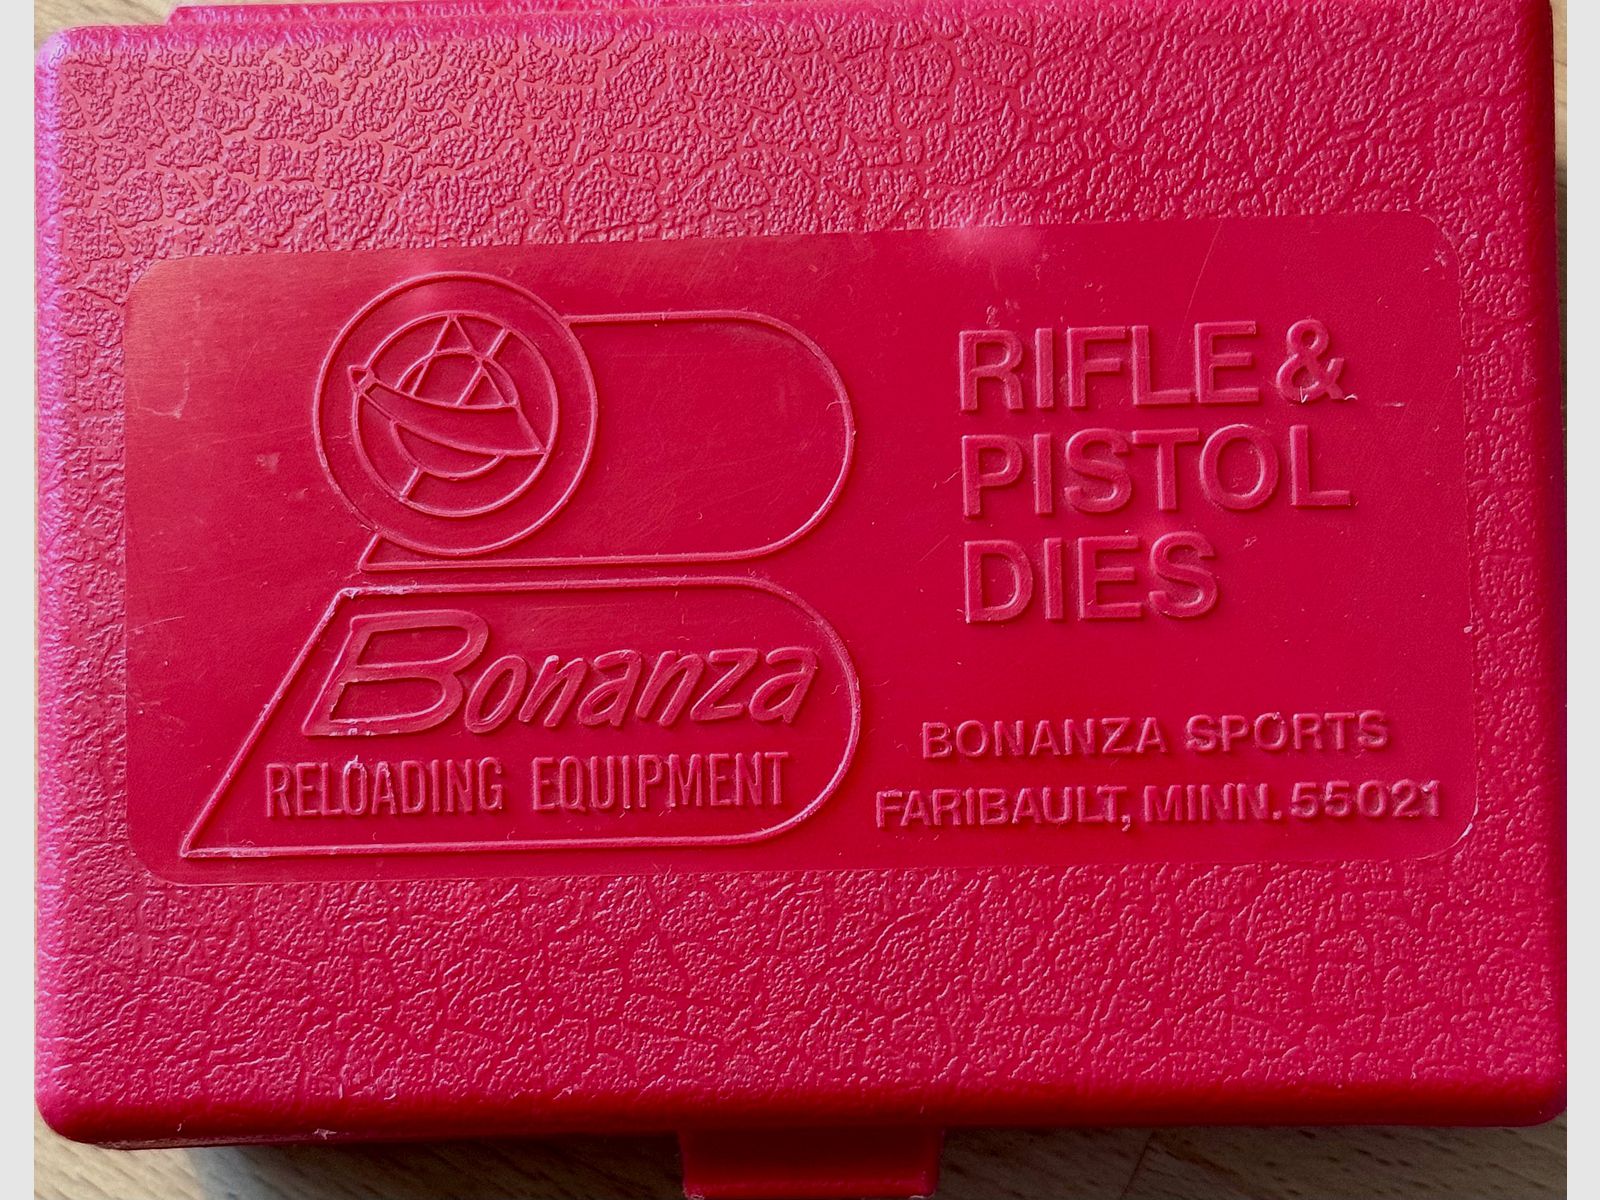 RIFLE &
PISTOL
DIES
Bonanza
RELOADING EQUIPMENT
BONANZA SPORTS
FARIBAULT, MINN. 55021